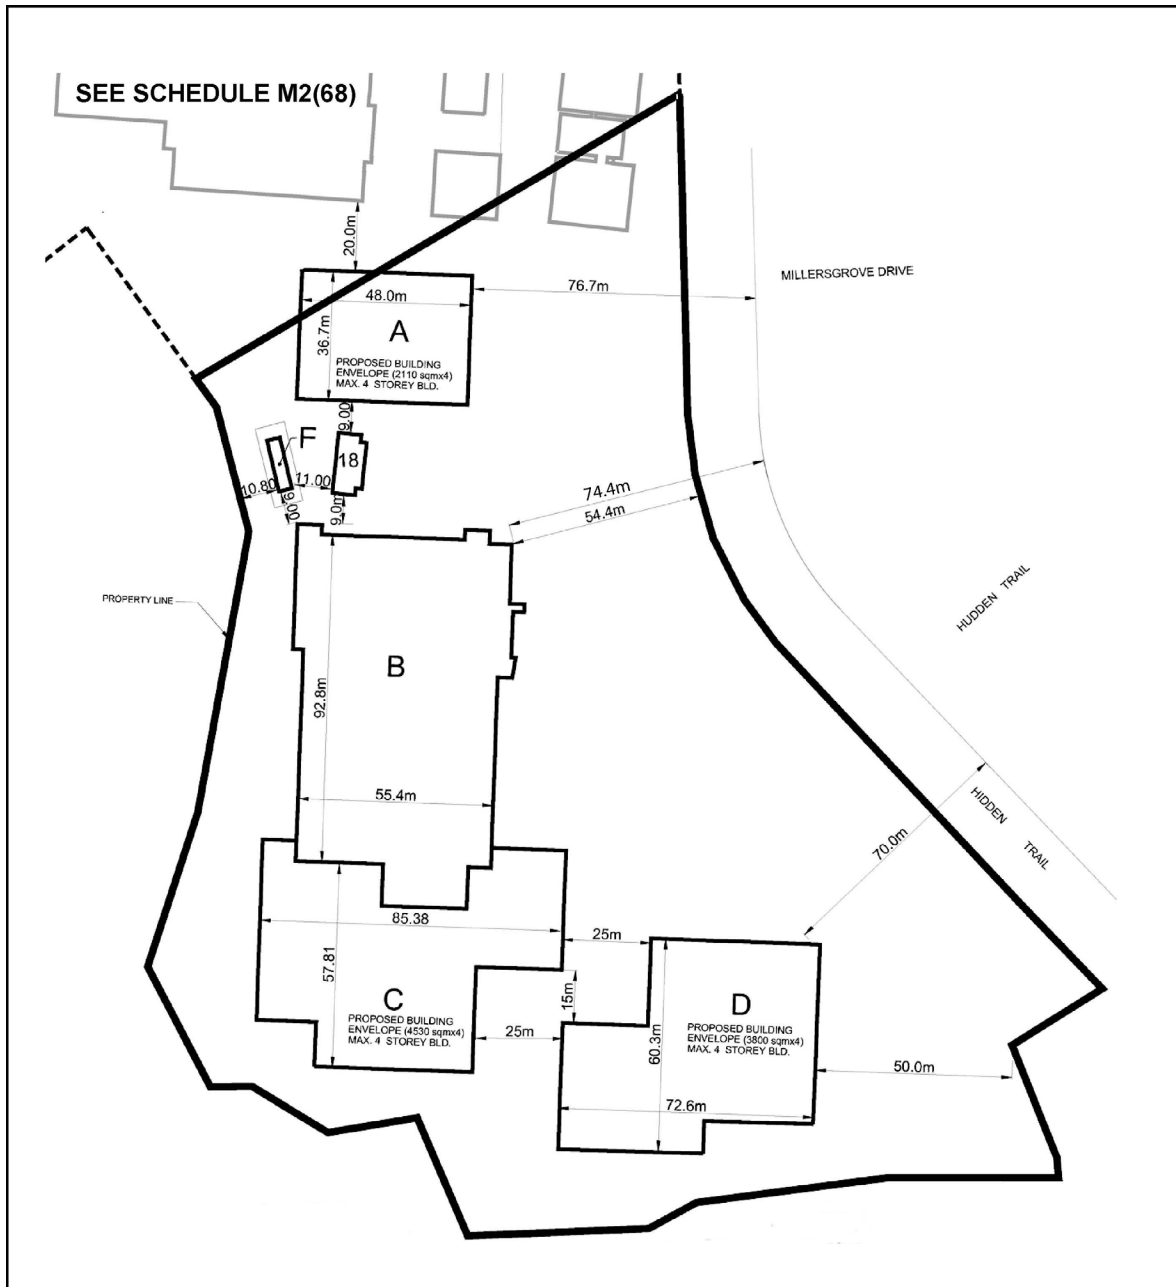 SEE SCHEDULE M2(68)
20.0m
MILLERSGROVE DRIVE
76.7m
48.0m
36.7m
A
PROPOSED BUILDING
ENVELOPE (2110 sqmx4)
MAX. 4 STOREY BLD.
9.00
F
18
10.80
11.00
9.00
9.0m
74.4m
54.4m
HUDDEN TRAIL
PROPERTY LINE
B
92.8m
55.4m
HIDDEN TRAIL
70.0m
85.38
25m
57.81
15m
C
PROPOSED BUILDING
ENVELOPE (4530 sqmx4)
MAX. 4 STOREY BLD.
25m
D
PROPOSED BUILDING
ENVELOPE (3800 sqmx4)
MAX. 4 STOREY BLD.
60.3m
50.0m
72.6m